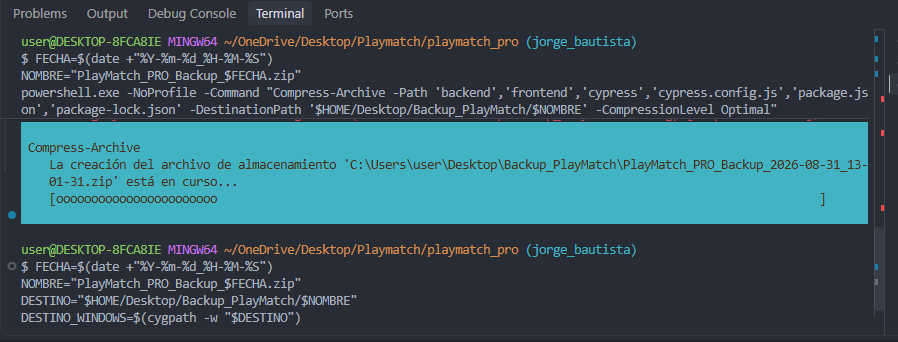 Problems Output Debug Console Terminal Ports
user@DESKTOP-8FCA8IE MINGW64 ~/OneDrive/Desktop/Playmatch/playmatch_pro (jorge_bautista)
$ FECHA=$(date +"%Y-%m-%d_%H-%M-%S")
NOMBRE="PlayMatch_PRO_Backup_$FECHA.zip"
powershell.exe -NoProfile -Command "Compress-Archive -Path 'backend','frontend','cypress','cypress.config.js','package.js
on','package-lock.json' -DestinationPath '$HOME/Desktop/Backup_PlayMatch/$NOMBRE' -CompressionLevel Optimal"
Compress-Archive
La creación del archivo de almacenamiento 'C:\Users\user\Desktop\Backup_PlayMatch\PlayMatch_PRO_Backup_2026-08-31_13-
01-31.zip' está en curso...
[ooooooooooooooooooooooo ]
user@DESKTOP-8FCA8IE MINGW64 ~/OneDrive/Desktop/Playmatch/playmatch_pro (jorge_bautista)
$ FECHA=$(date +"%Y-%m-%d_%H-%M-%S")
NOMBRE="PlayMatch_PRO_Backup_$FECHA.zip"
DESTINO="$HOME/Desktop/Backup_PlayMatch/$NOMBRE"
DESTINO_WINDOWS=$(cygpath -w "$DESTINO")